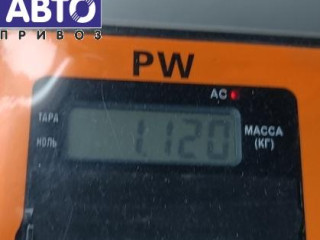 АВТО
ПРИВОЗ
PW
AC
ТАРА
НОЛЬ
1.120
МАССА
(КГ)